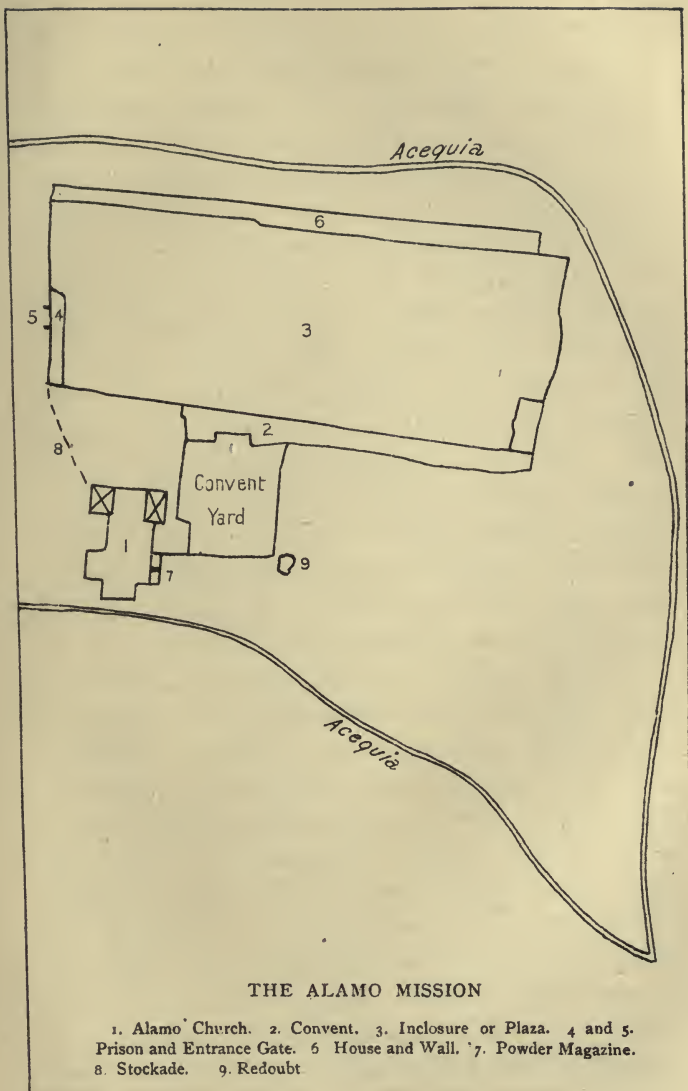 Acequia
6
5
4
3
2
8
Convent
Yard
1
7
9
Acequia
THE ALAMO MISSION
1. Alamo Church. 2. Convent. 3. Inclosure or Plaza. 4 and 5.
Prison and Entrance Gate. 6 House and Wall. 7. Powder Magazine.
8. Stockade. 9. Redoubt